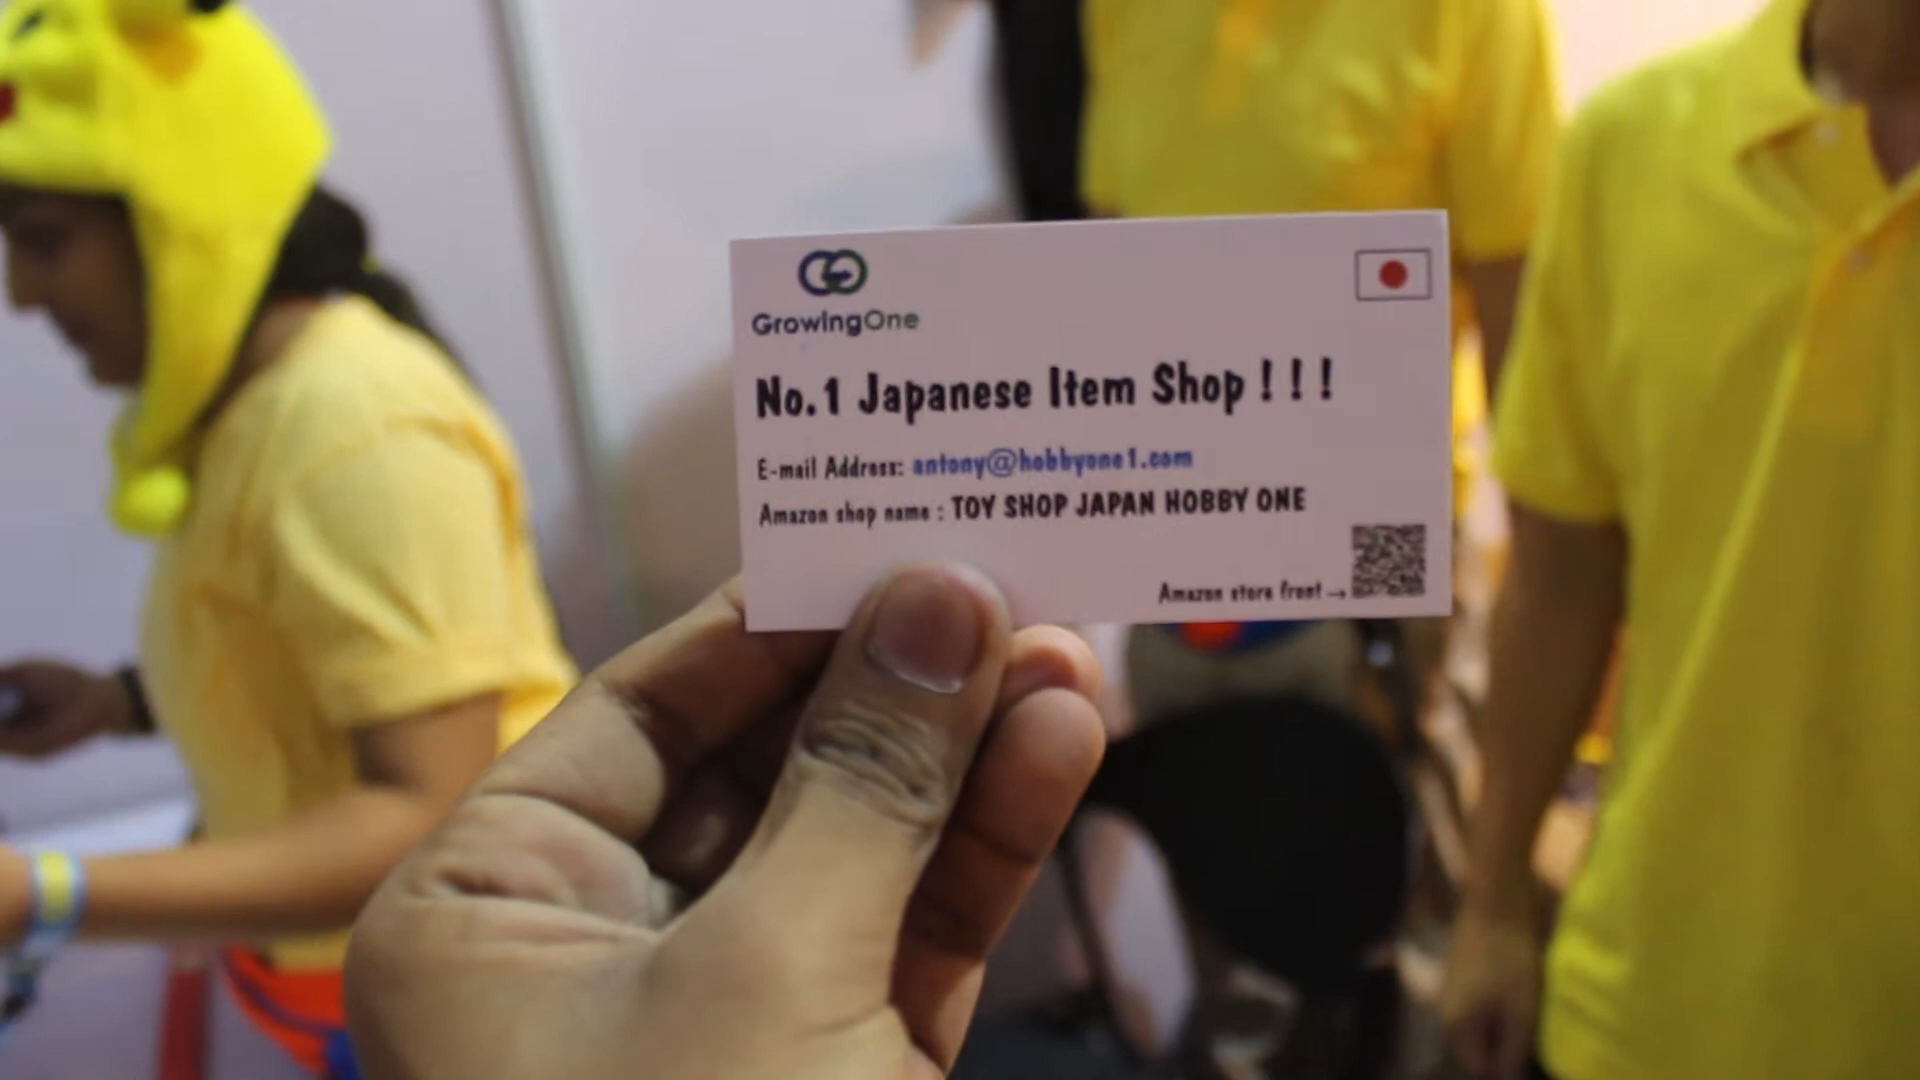 GrowingOne
No.1 Japanese Item Shop ! ! !
E-mail Address: antony@hobbyone1.com
Amazon shop name : TOY SHOP JAPAN HOBBY ONE
Amazon store front →